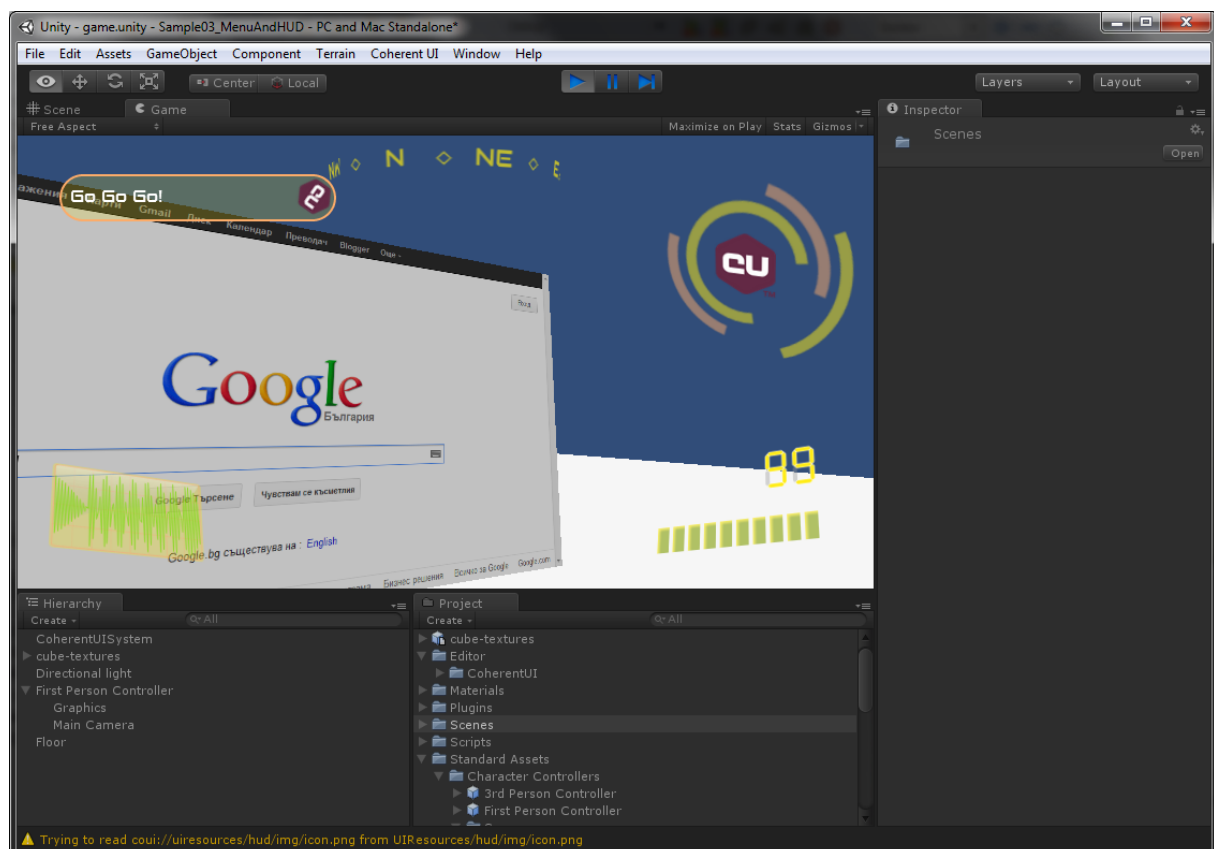 Unity - game.unity - Sample03_MenuAndHUD - PC and Mac Standalone*
File Edit Assets GameObject Component Terrain Coherent UI Window Help
Center Local Layers Layout
Scene Game
Free Aspect Maximize on Play Stats Gizmos
N NE E
Go Go Go!
Gmail Диск Календар Преводач Blogger Още
CU
Google
България
89
Google Търсене Чувствам се късметлия
Google.bg съществува на : English
Бизнес решения Всичко за Google Google.com
Inspector
Scenes
Open
Hierarchy
Create All
CoherentUISystem
cube-textures
Directional light
First Person Controller
Graphics
Main Camera
Floor
Project
Create All
cube-textures
Editor
CoherentUI
Materials
Plugins
Scenes
Scripts
Standard Assets
Character Controllers
3rd Person Controller
First Person Controller
Trying to read coui://uiresources/hud/img/icon.png from UIResources/hud/img/icon.png